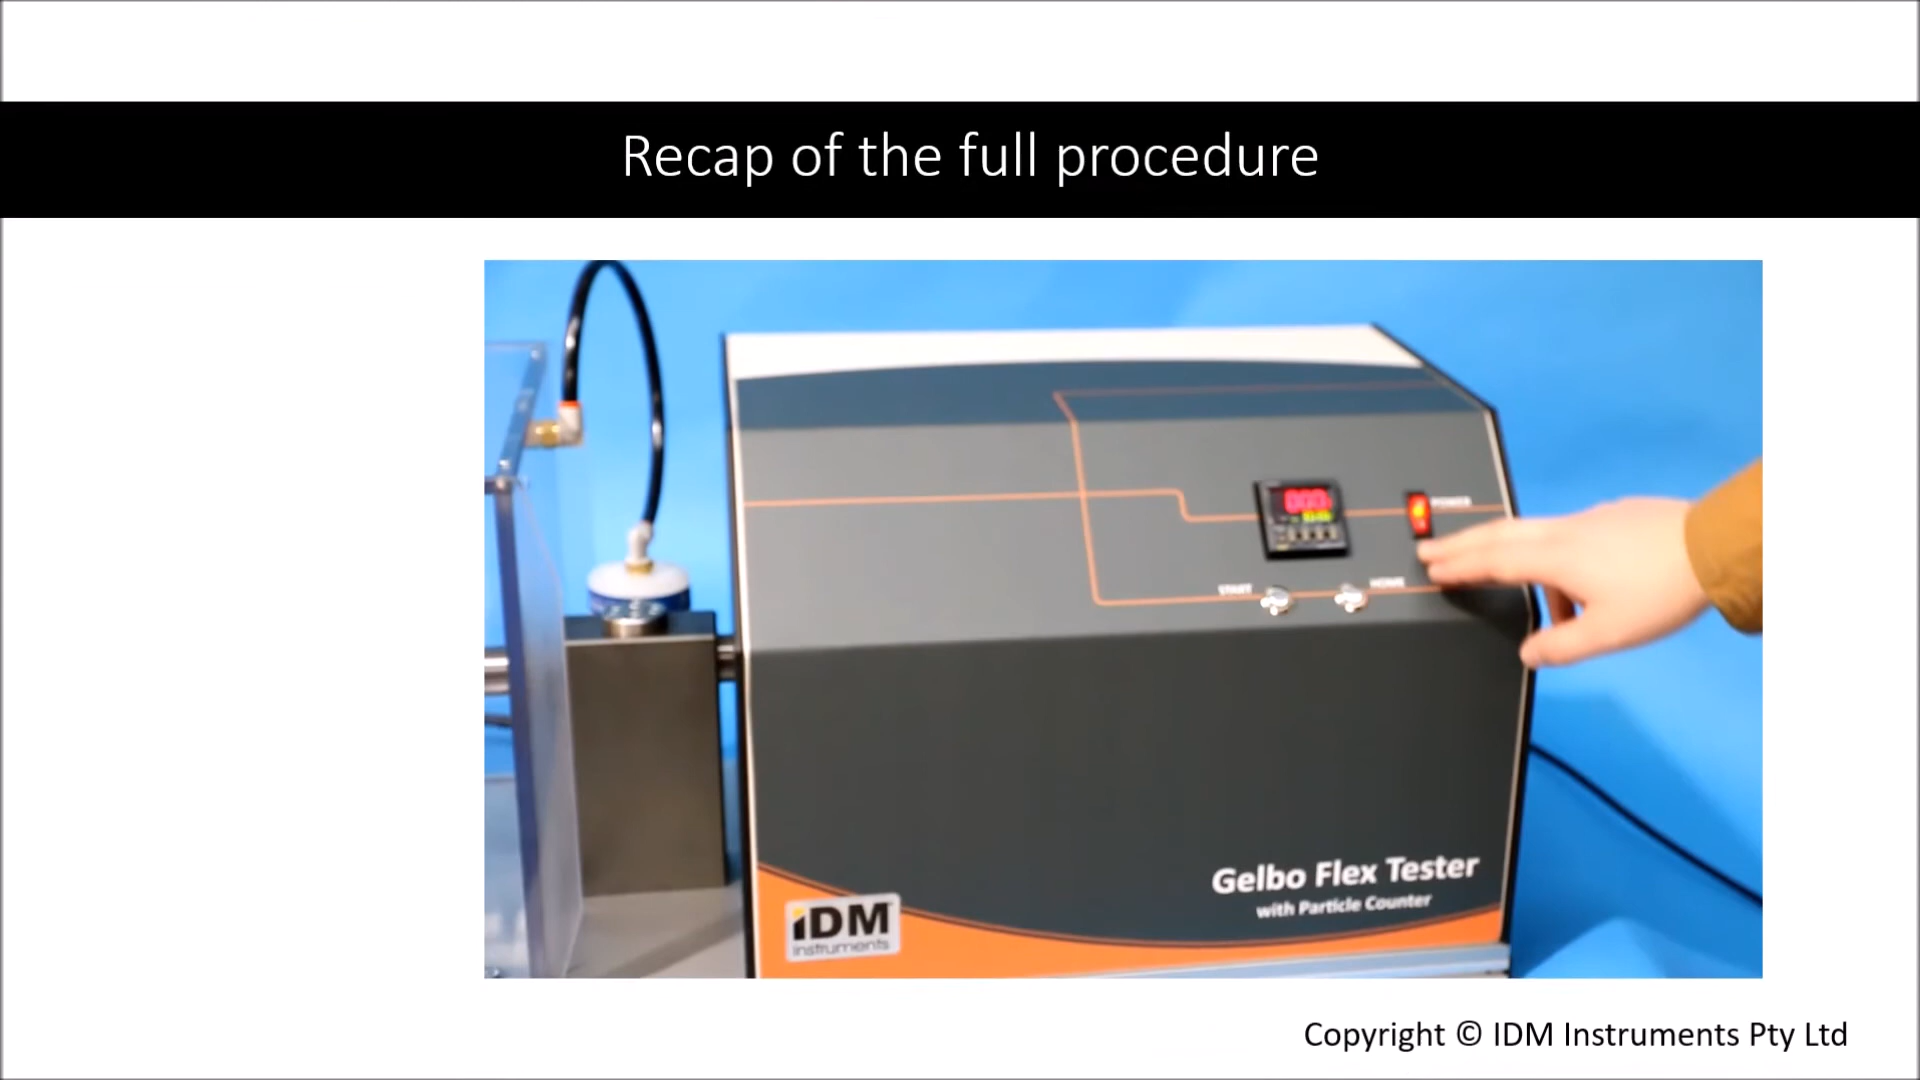 Recap of the full procedure
POWER
START
HOME
Gelbo Flex Tester
with Particle Counter
iDM
instruments
Copyright © IDM Instruments Pty Ltd